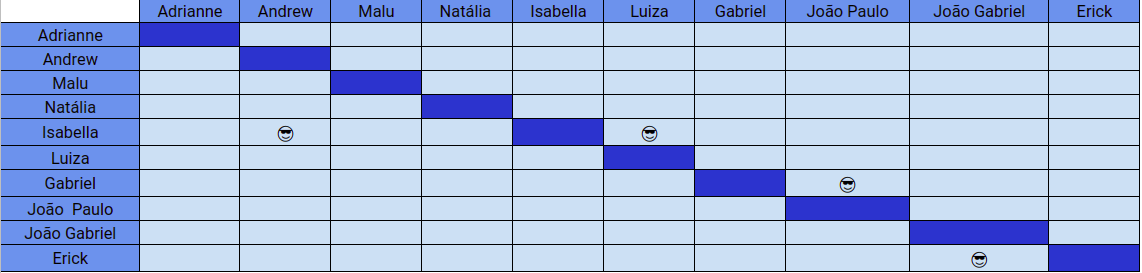 Adrianne Andrew Malu Natália Isabella Luiza Gabriel João Paulo João Gabriel Erick
Adrianne
Andrew
Malu
Natália
Isabella 😎 😎
Luiza
Gabriel 😎
João  Paulo
João Gabriel
Erick 😎